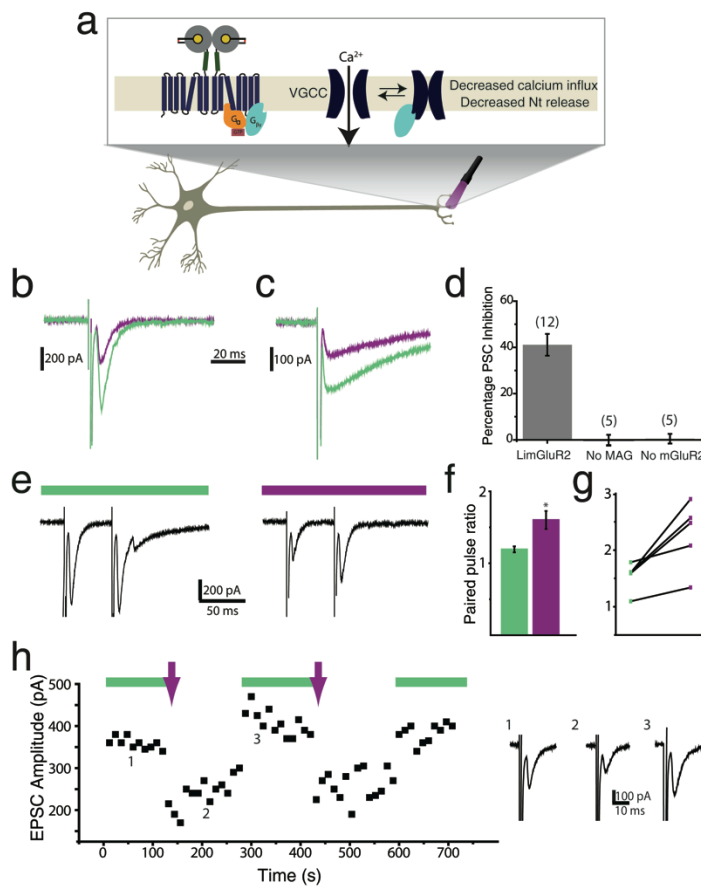 a
Ca2+
VGCC
Decreased calcium influx
Decreased Nt release
b
200 pA
20 ms
c
100 pA
d
Percentage PSC Inhibition
60
40
20
0
(12)
(5)
(5)
LimGluR2
No MAG
No mGluR2
e
200 pA
50 ms
f
Paired pulse ratio
2
1
*
g
3
2
1
h
EPSC Amplitude (pA)
500
400
300
200
1
2
3
0
100
200
300
400
500
600
700
Time (s)
1
2
3
100 pA
10 ms